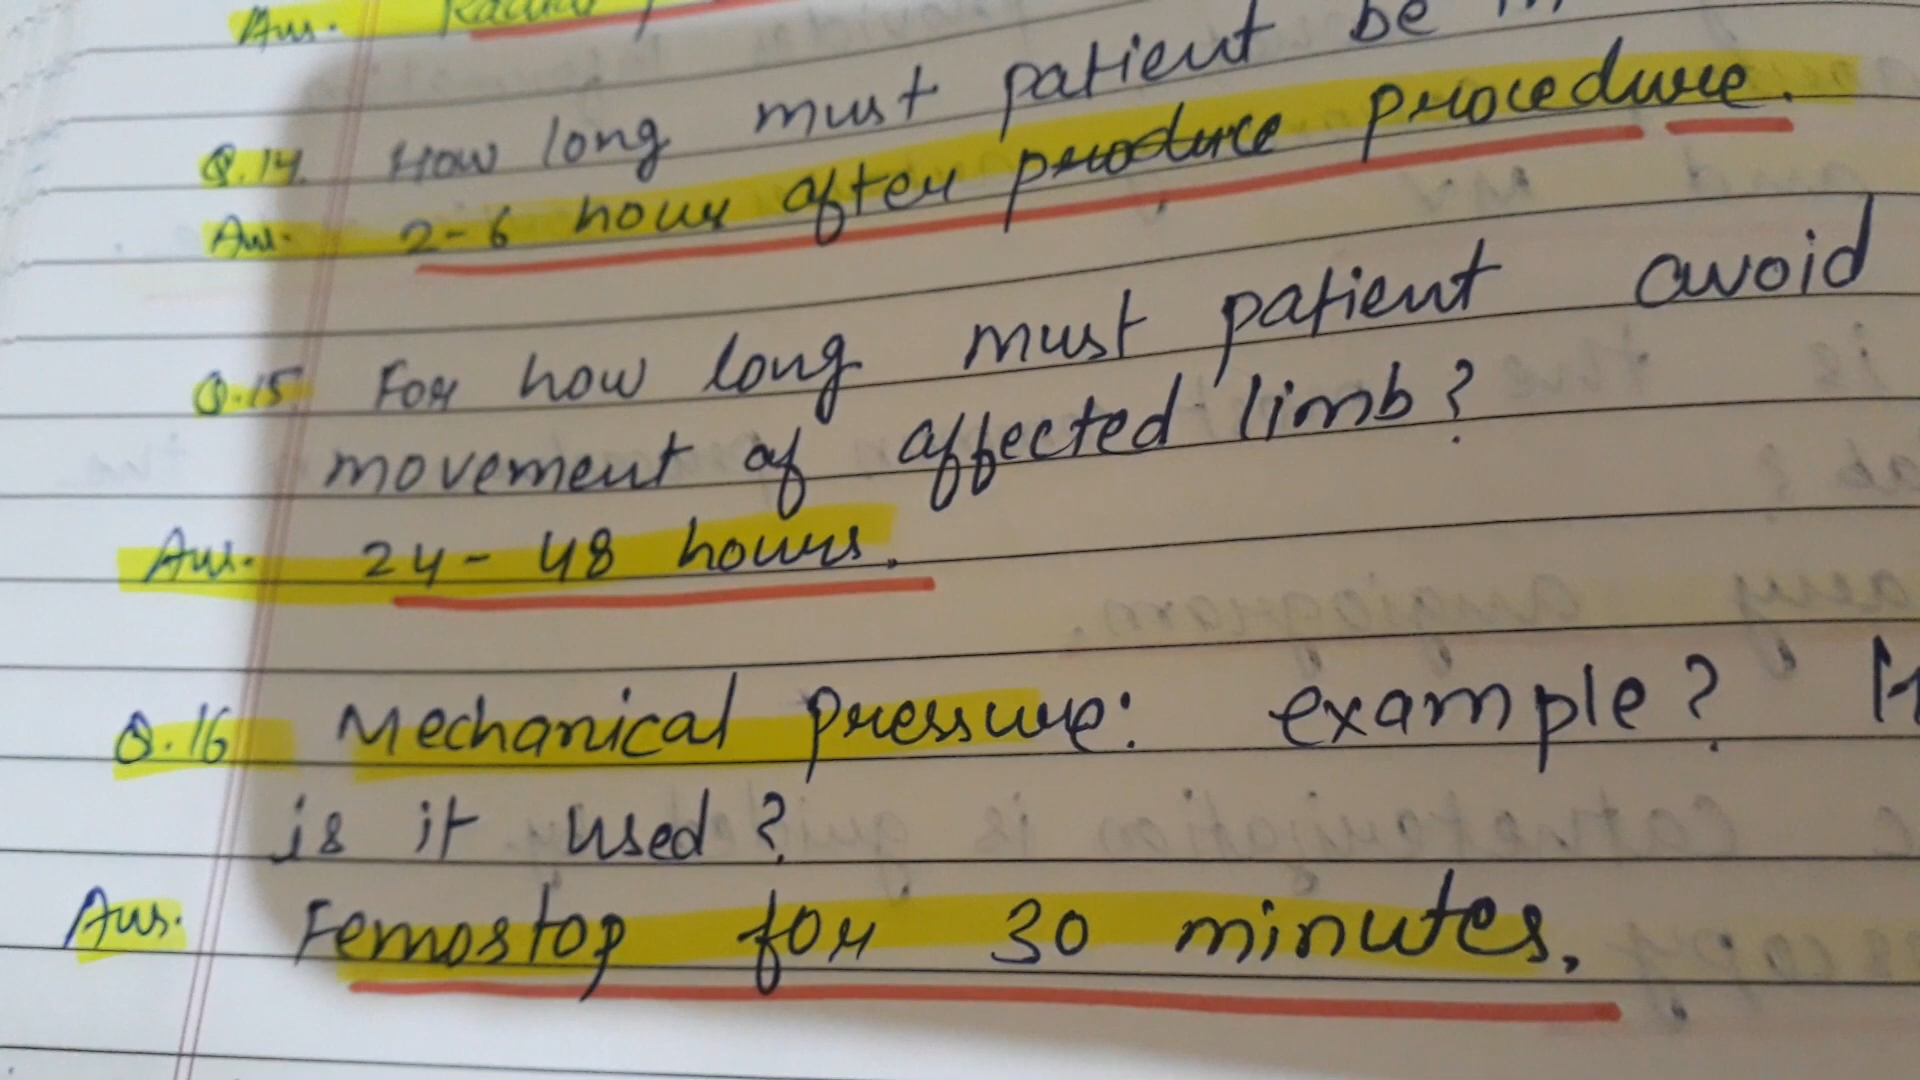 Ans.
Q.14. How long must patient be in
Ans. 2-6 hour after produrce procedure.
Q.15 For how long must patient avoid
movement of affected limb?
Ans. 24-48 hours.
Q.16 Mechanical pressure: example?
is it used?
Ans. Femostop for 30 minutes.